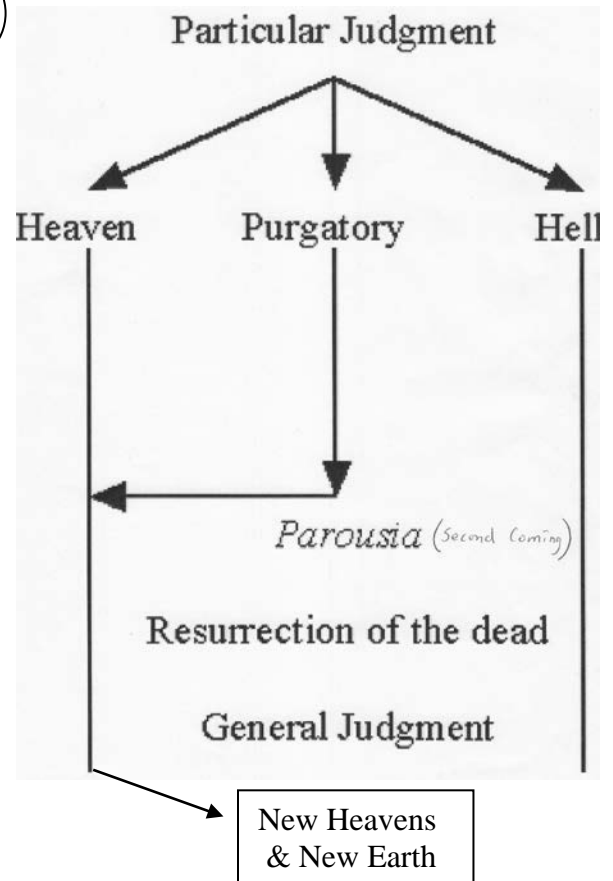 Particular Judgment
Heaven Purgatory Hell
Parousia (Second Coming)
Resurrection of the dead
General Judgment
New Heavens
& New Earth